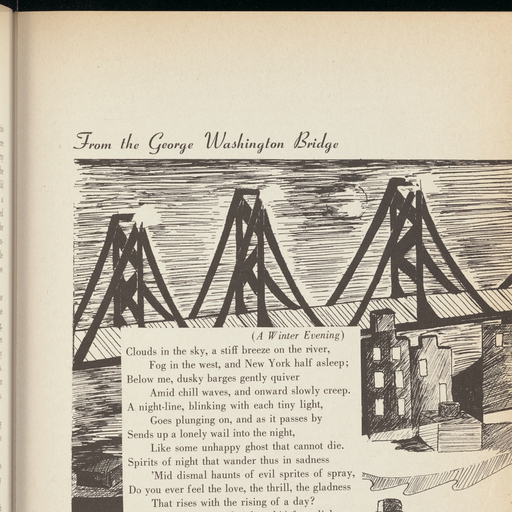 From the George Washington Bridge
(A Winter Evening)
Clouds in the sky, a stiff breeze on the river,
Fog in the west, and New York half asleep;
Below me, dusky barges gently quiver
Amid chill waves, and onward slowly creep.
A night-line, blinking with each tiny light,
Goes plunging on, and as it passes by
Sends up a lonely wail into the night,
Like some unhappy ghost that cannot die.
Spirits of night that wander thus in sadness
'Mid dismal haunts of evil sprites of spray,
Do you ever feel the love, the thrill, the gladness
That rises with the rising of a day?